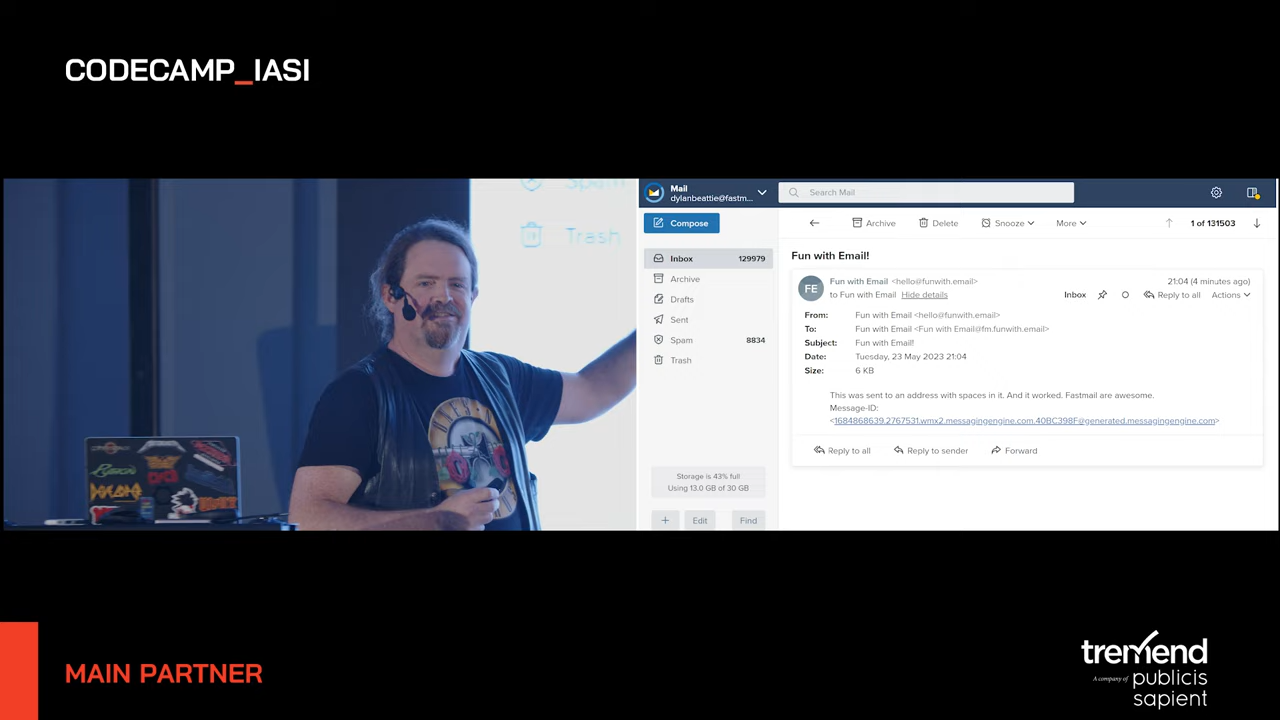 CODECAMP_IASI
Spam
Trash
Mail
dylanbeattie@fastm...
Search Mail
Compose
Archive
Delete
Snooze
More
1 of 131503
Inbox 129979
Archive
Drafts
Sent
Spam 8834
Trash
Fun with Email!
FE
Fun with Email <hello@funwith.email>
21:04 (4 minutes ago)
to Fun with Email Hide details
Inbox
Reply to all
Actions
From: Fun with Email <hello@funwith.email>
To: Fun with Email <Fun with Email@fm.funwith.email>
Subject: Fun with Email!
Date: Tuesday, 23 May 2023 21:04
Size: 6 KB
This was sent to an address with spaces in it. And it worked. Fastmail are awesome.
Message-ID:
<1684868639.2767531.wmx2.messagingengine.com.40BC398F@generated.messagingengine.com>
Reply to all
Reply to sender
Forward
Storage is 43% full
Using 13.0 GB of 30 GB
+ Edit Find
MAIN PARTNER
tremend
A company of publicis
sapient